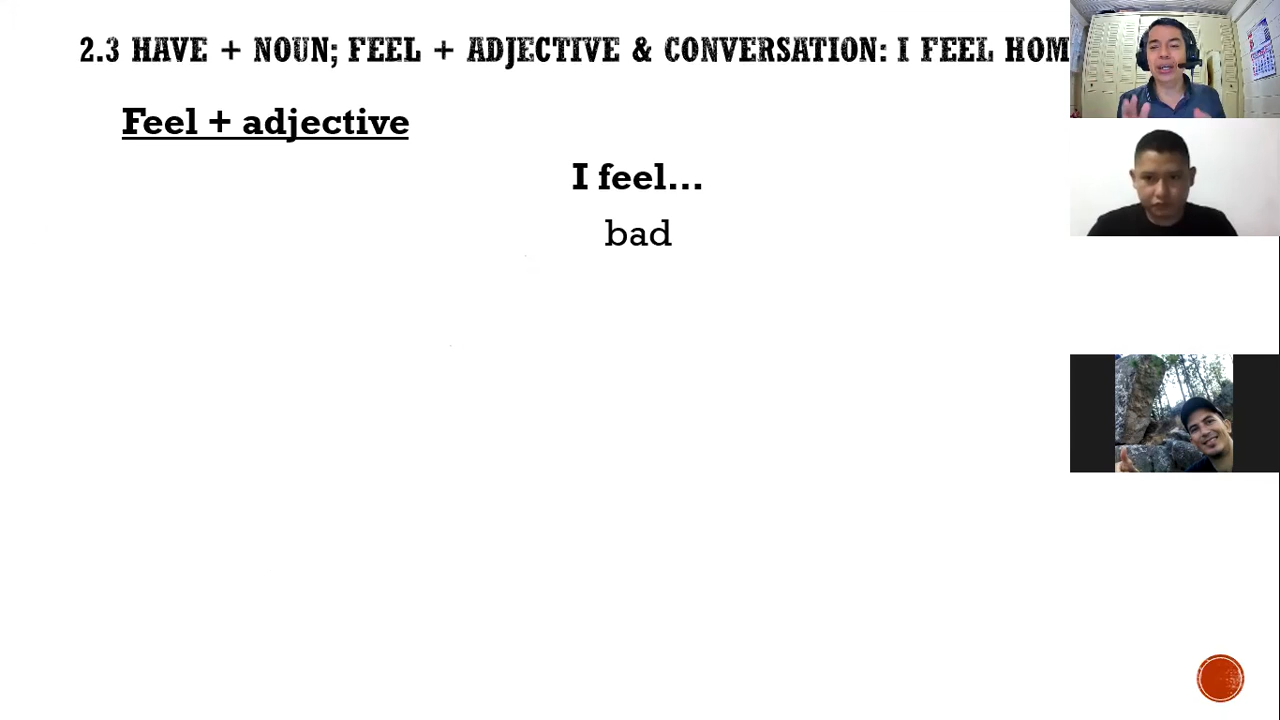 2.3 HAVE + NOUN; FEEL + ADJECTIVE & CONVERSATION: I FEEL HOM
Feel + adjective
I feel...
bad